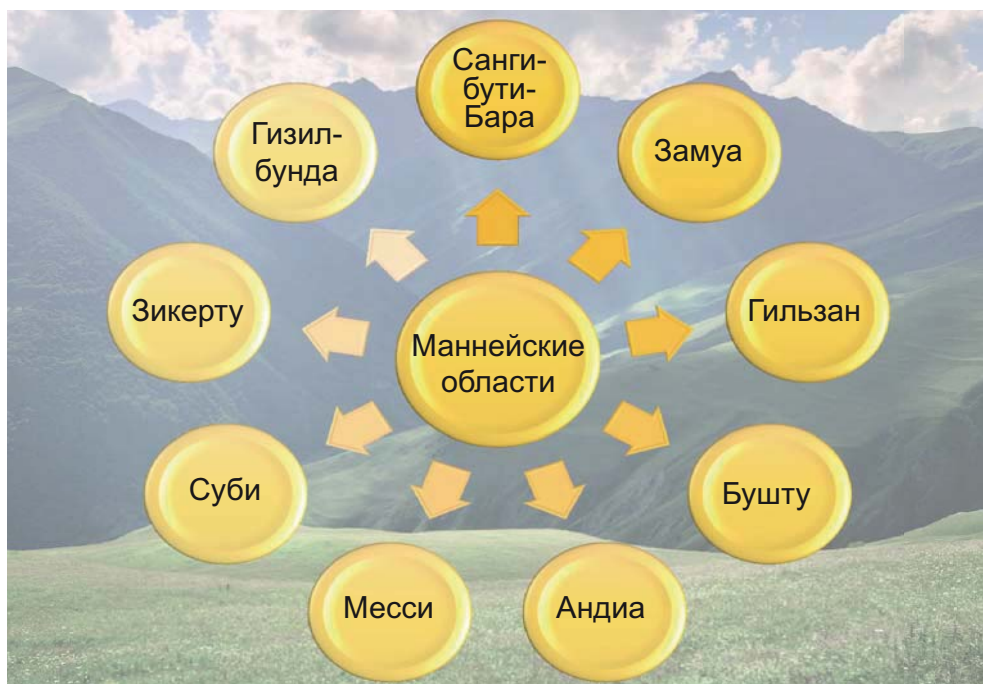 Санги-
бути-
Бара
Замуа
Гильзан
Бушту
Андиа
Месси
Суби
Зикерту
Гизил-
бунда
Маннейские
области